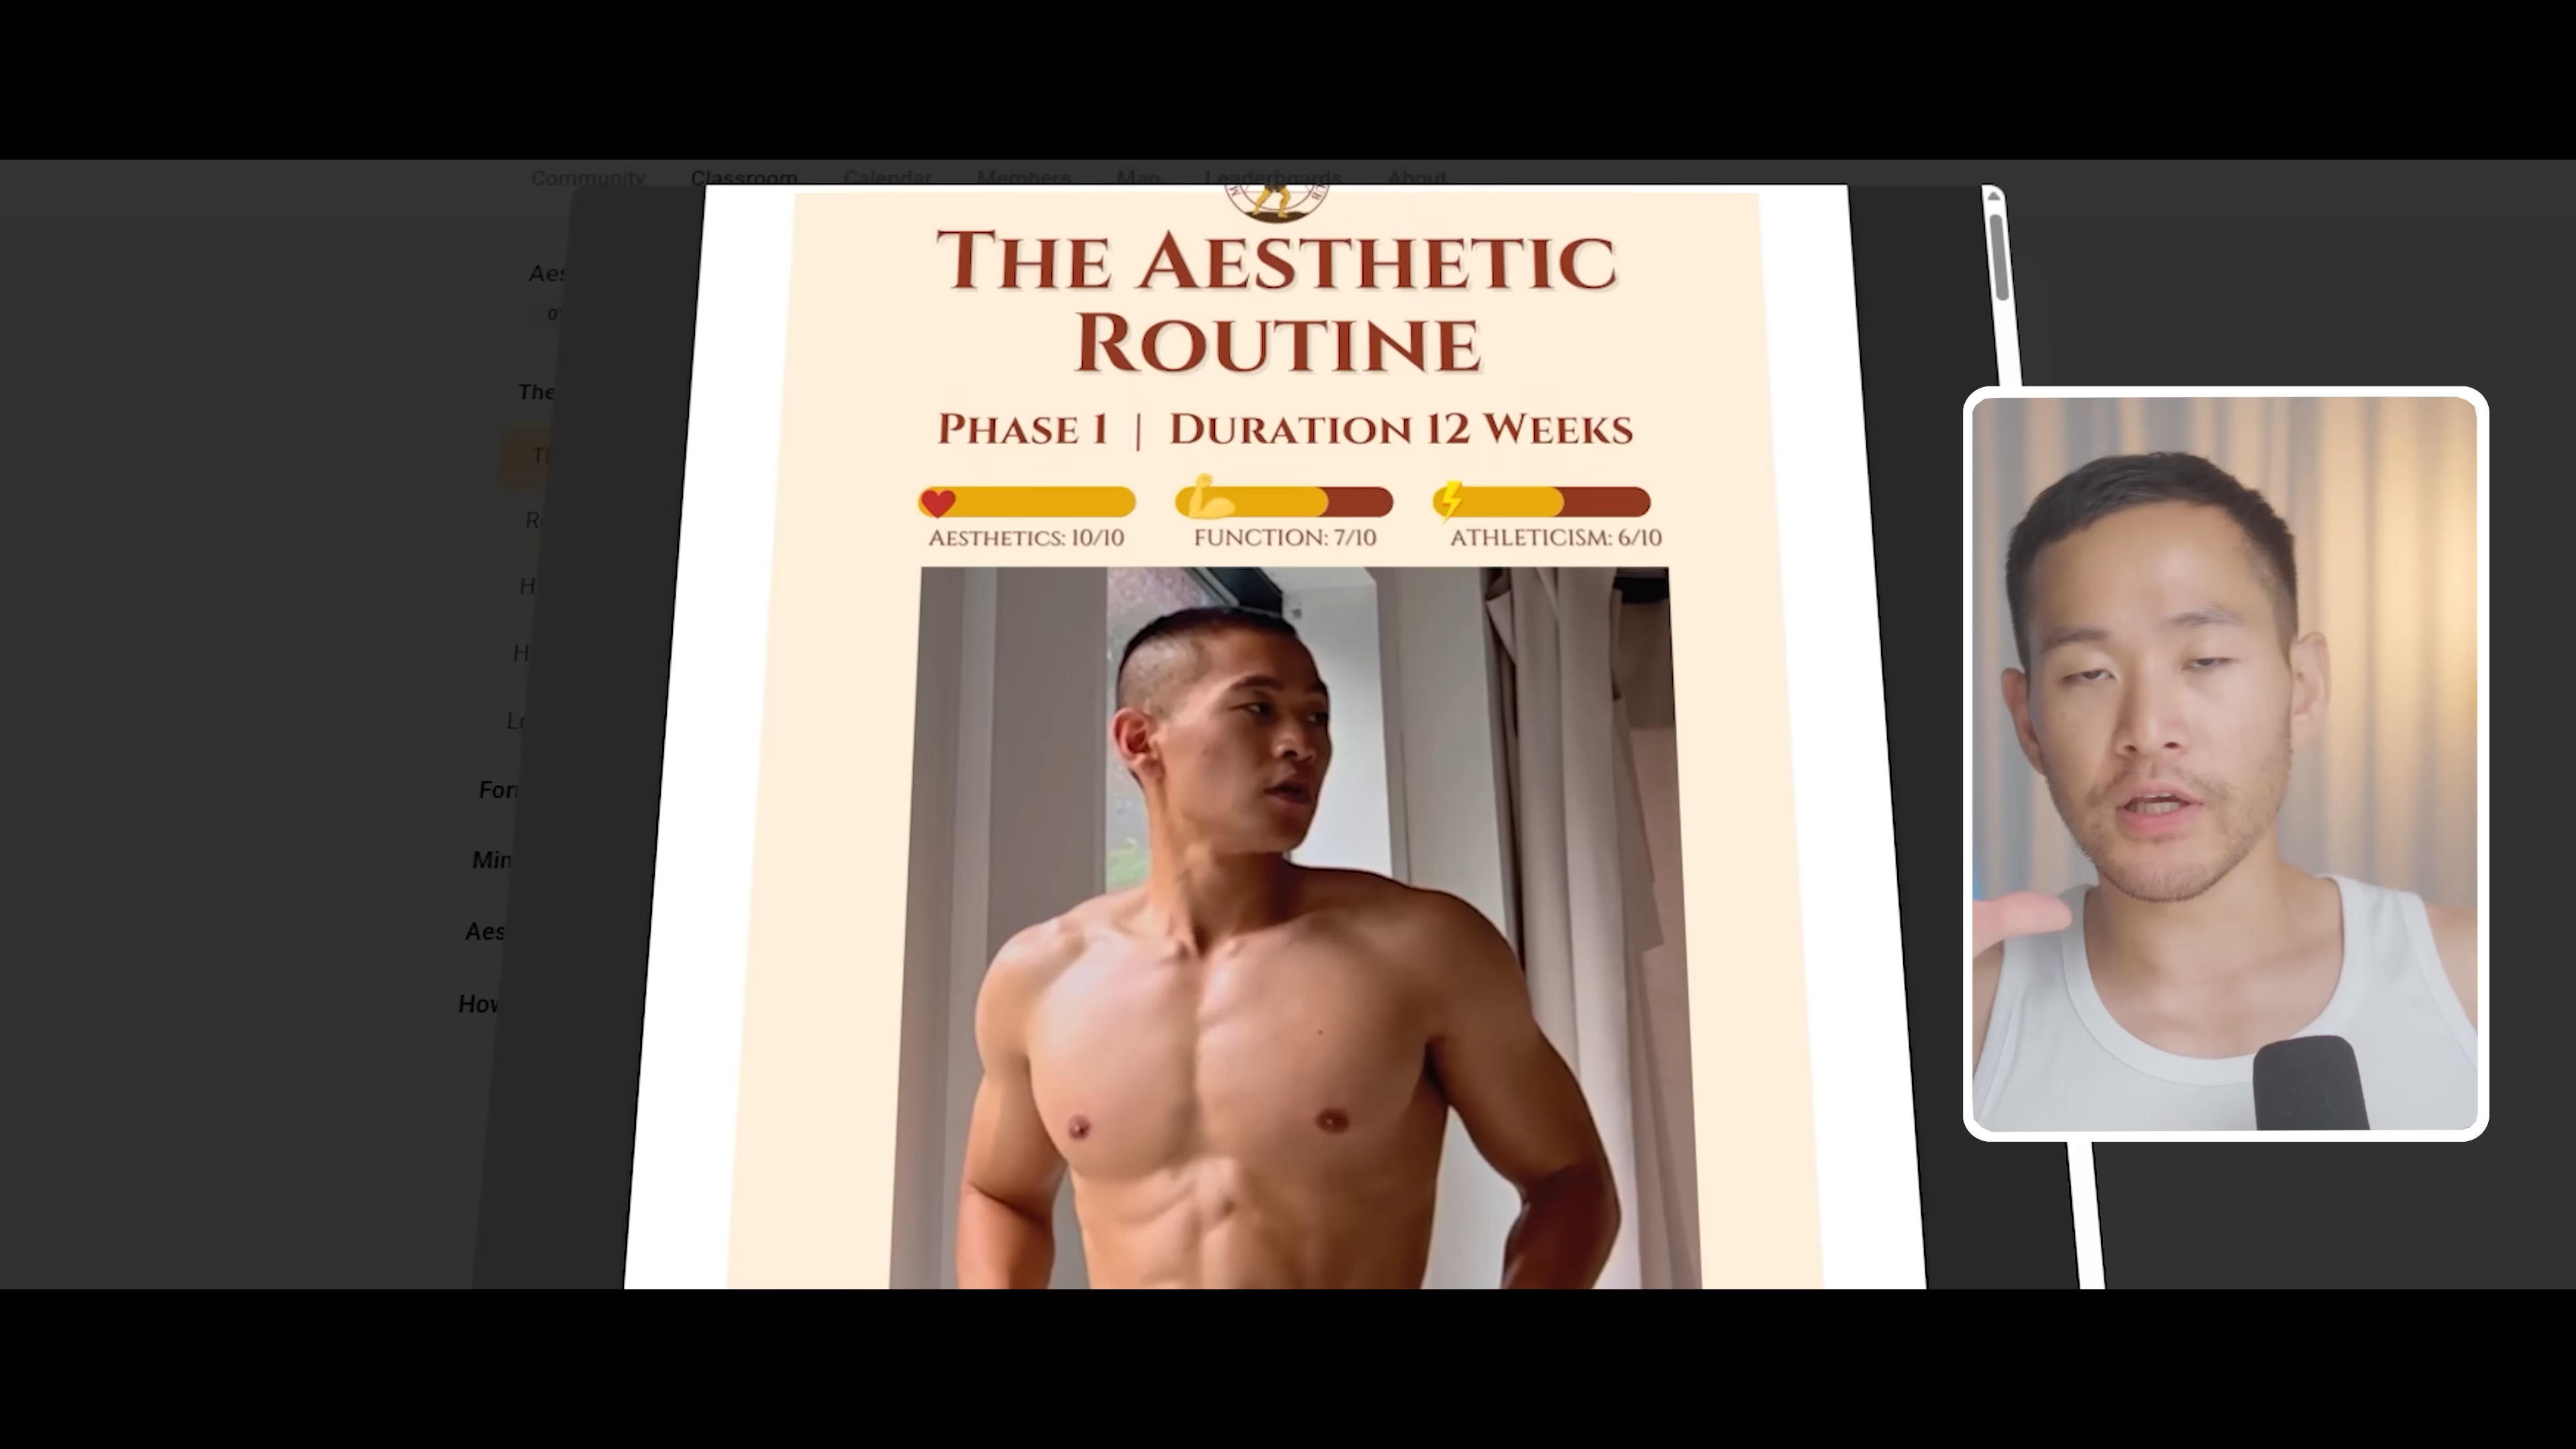 Community Classroom Calendar Members Map Leaderboards About
THE AESTHETIC
ROUTINE
PHASE 1 | DURATION 12 WEEKS
AESTHETICS: 10/10 FUNCTION: 7/10 ATHLETICISM: 6/10
The